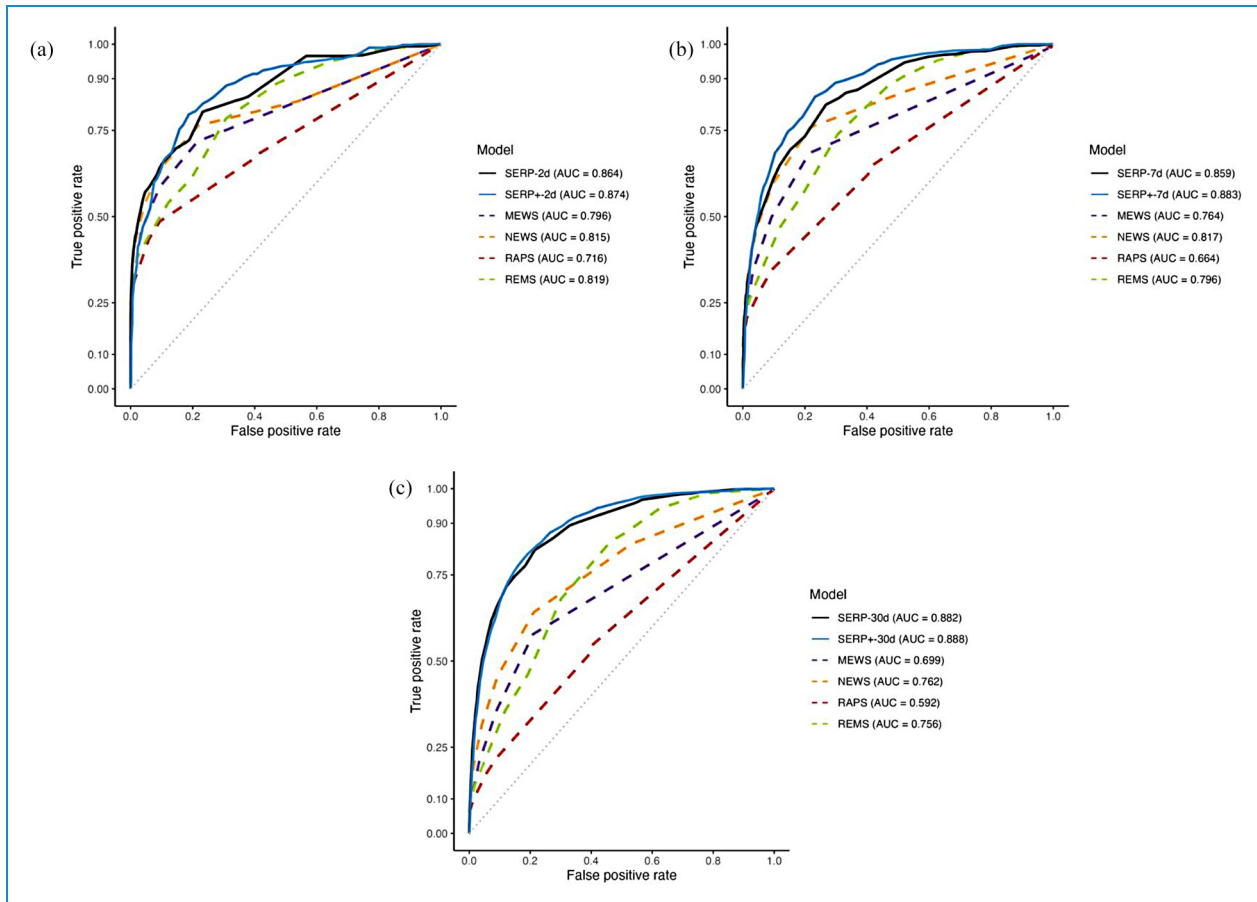 (a)
1.00
0.90
0.75
0.50
0.25
0.10
0.00
True positive rate
0.0 0.2 0.4 0.6 0.8 1.0
False positive rate
Model
SERP-2d (AUC = 0.864)
SERP+-2d (AUC = 0.874)
MEWS (AUC = 0.796)
NEWS (AUC = 0.815)
RAPS (AUC = 0.716)
REMS (AUC = 0.819)
(b)
1.00
0.90
0.75
0.50
0.25
0.10
0.00
True positive rate
0.0 0.2 0.4 0.6 0.8 1.0
False positive rate
Model
SERP-7d (AUC = 0.859)
SERP+-7d (AUC = 0.883)
MEWS (AUC = 0.764)
NEWS (AUC = 0.817)
RAPS (AUC = 0.664)
REMS (AUC = 0.796)
(c)
1.00
0.90
0.75
0.50
0.25
0.10
0.00
True positive rate
0.0 0.2 0.4 0.6 0.8 1.0
False positive rate
Model
SERP-30d (AUC = 0.882)
SERP+-30d (AUC = 0.888)
MEWS (AUC = 0.699)
NEWS (AUC = 0.762)
RAPS (AUC = 0.592)
REMS (AUC = 0.756)